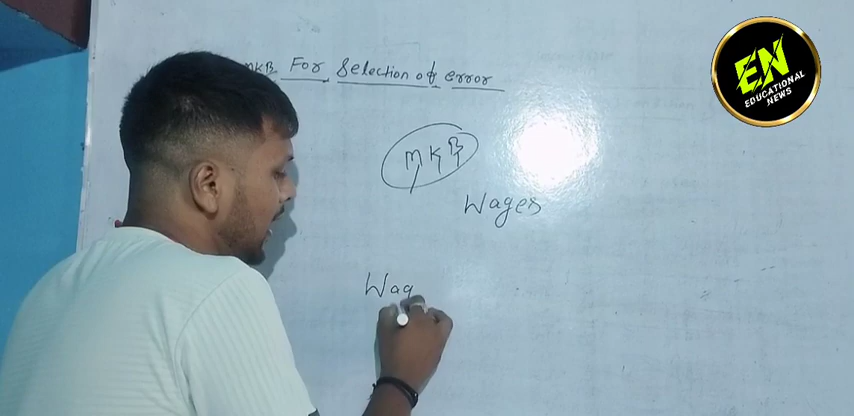 MKB For Selection of error
EN
EDUCATIONAL
NEWS
MKB
Wages
Wag